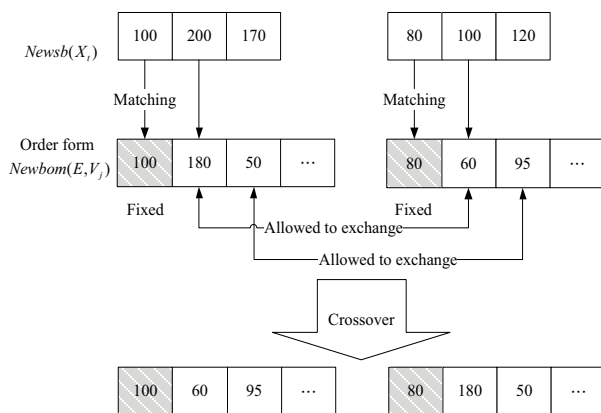 100 200 170 80 100 120
Newsb(X_t)
Matching Matching
Order form
Newbom(E,V_j) 100 180 50 ... 80 60 95 ...
Fixed Fixed
Allowed to exchange
Allowed to exchange
Crossover
100 60 95 ... 80 180 50 ...